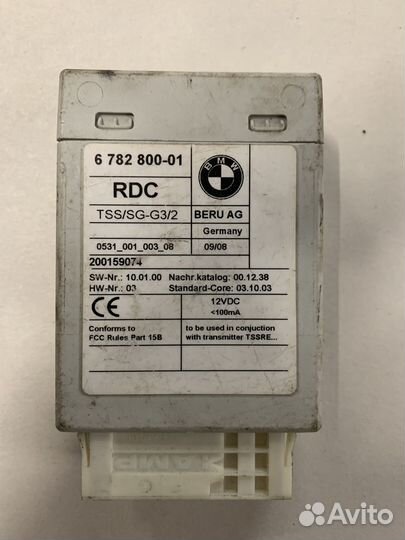 6 782 800-01
BMW
RDC
TSS/SG-G3/2 BERU AG
Germany
0531_001_003_08 09/08
200159074
SW-Nr.: 10.01.00 Nachr.katalog: 00.12.38
HW-Nr.: 03 Standard-Core: 03.10.03
CE 12VDC
<100mA
Conforms to to be used in conjuction
FCC Rules Part 15B with transmitter TSSRE...
AMP
Avito